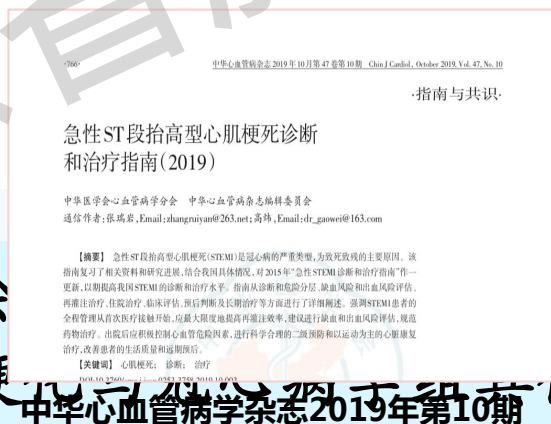 ·766·
中华心血管病杂志2019年10月第47卷第10期 Chin J Cardiol, October 2019, Vol. 47, No. 10
·指南与共识·
急性ST段抬高型心肌梗死诊断
和治疗指南(2019)
中华医学会心血管病学分会 中华心血管病杂志编辑委员会
通信作者:张瑞岩,Email:zhangruiyan@263.net;高炜,Email:dr_gaowei@163.com
【摘要】 急性ST段抬高型心肌梗死(STEMI)是冠心病的严重类型,为致死致残的主要原因。该
指南复习了相关资料和研究进展,结合我国具体情况,对2015年“急性STEMI诊断和治疗指南”作一
更新,以期提高我国STEMI的诊断和治疗水平。指南从诊断和危险分层、缺血风险和出血风险评估、
再灌注治疗、住院治疗、临床评估、预后判断及长期治疗等方面进行了详细阐述。强调STEMI患者的
全程管理从首次医疗接触开始,应最大限度地提高再灌注效率,建议进行缺血和出血风险评估,规范
药物治疗。出院后应积极控制心血管危险因素,进行科学合理的二级预防和以运动为主的心脏康复
治疗,改善患者的生活质量和远期预后。
【关键词】 心肌梗死; 诊断; 治疗
中华心血管病学杂志2019年第10期